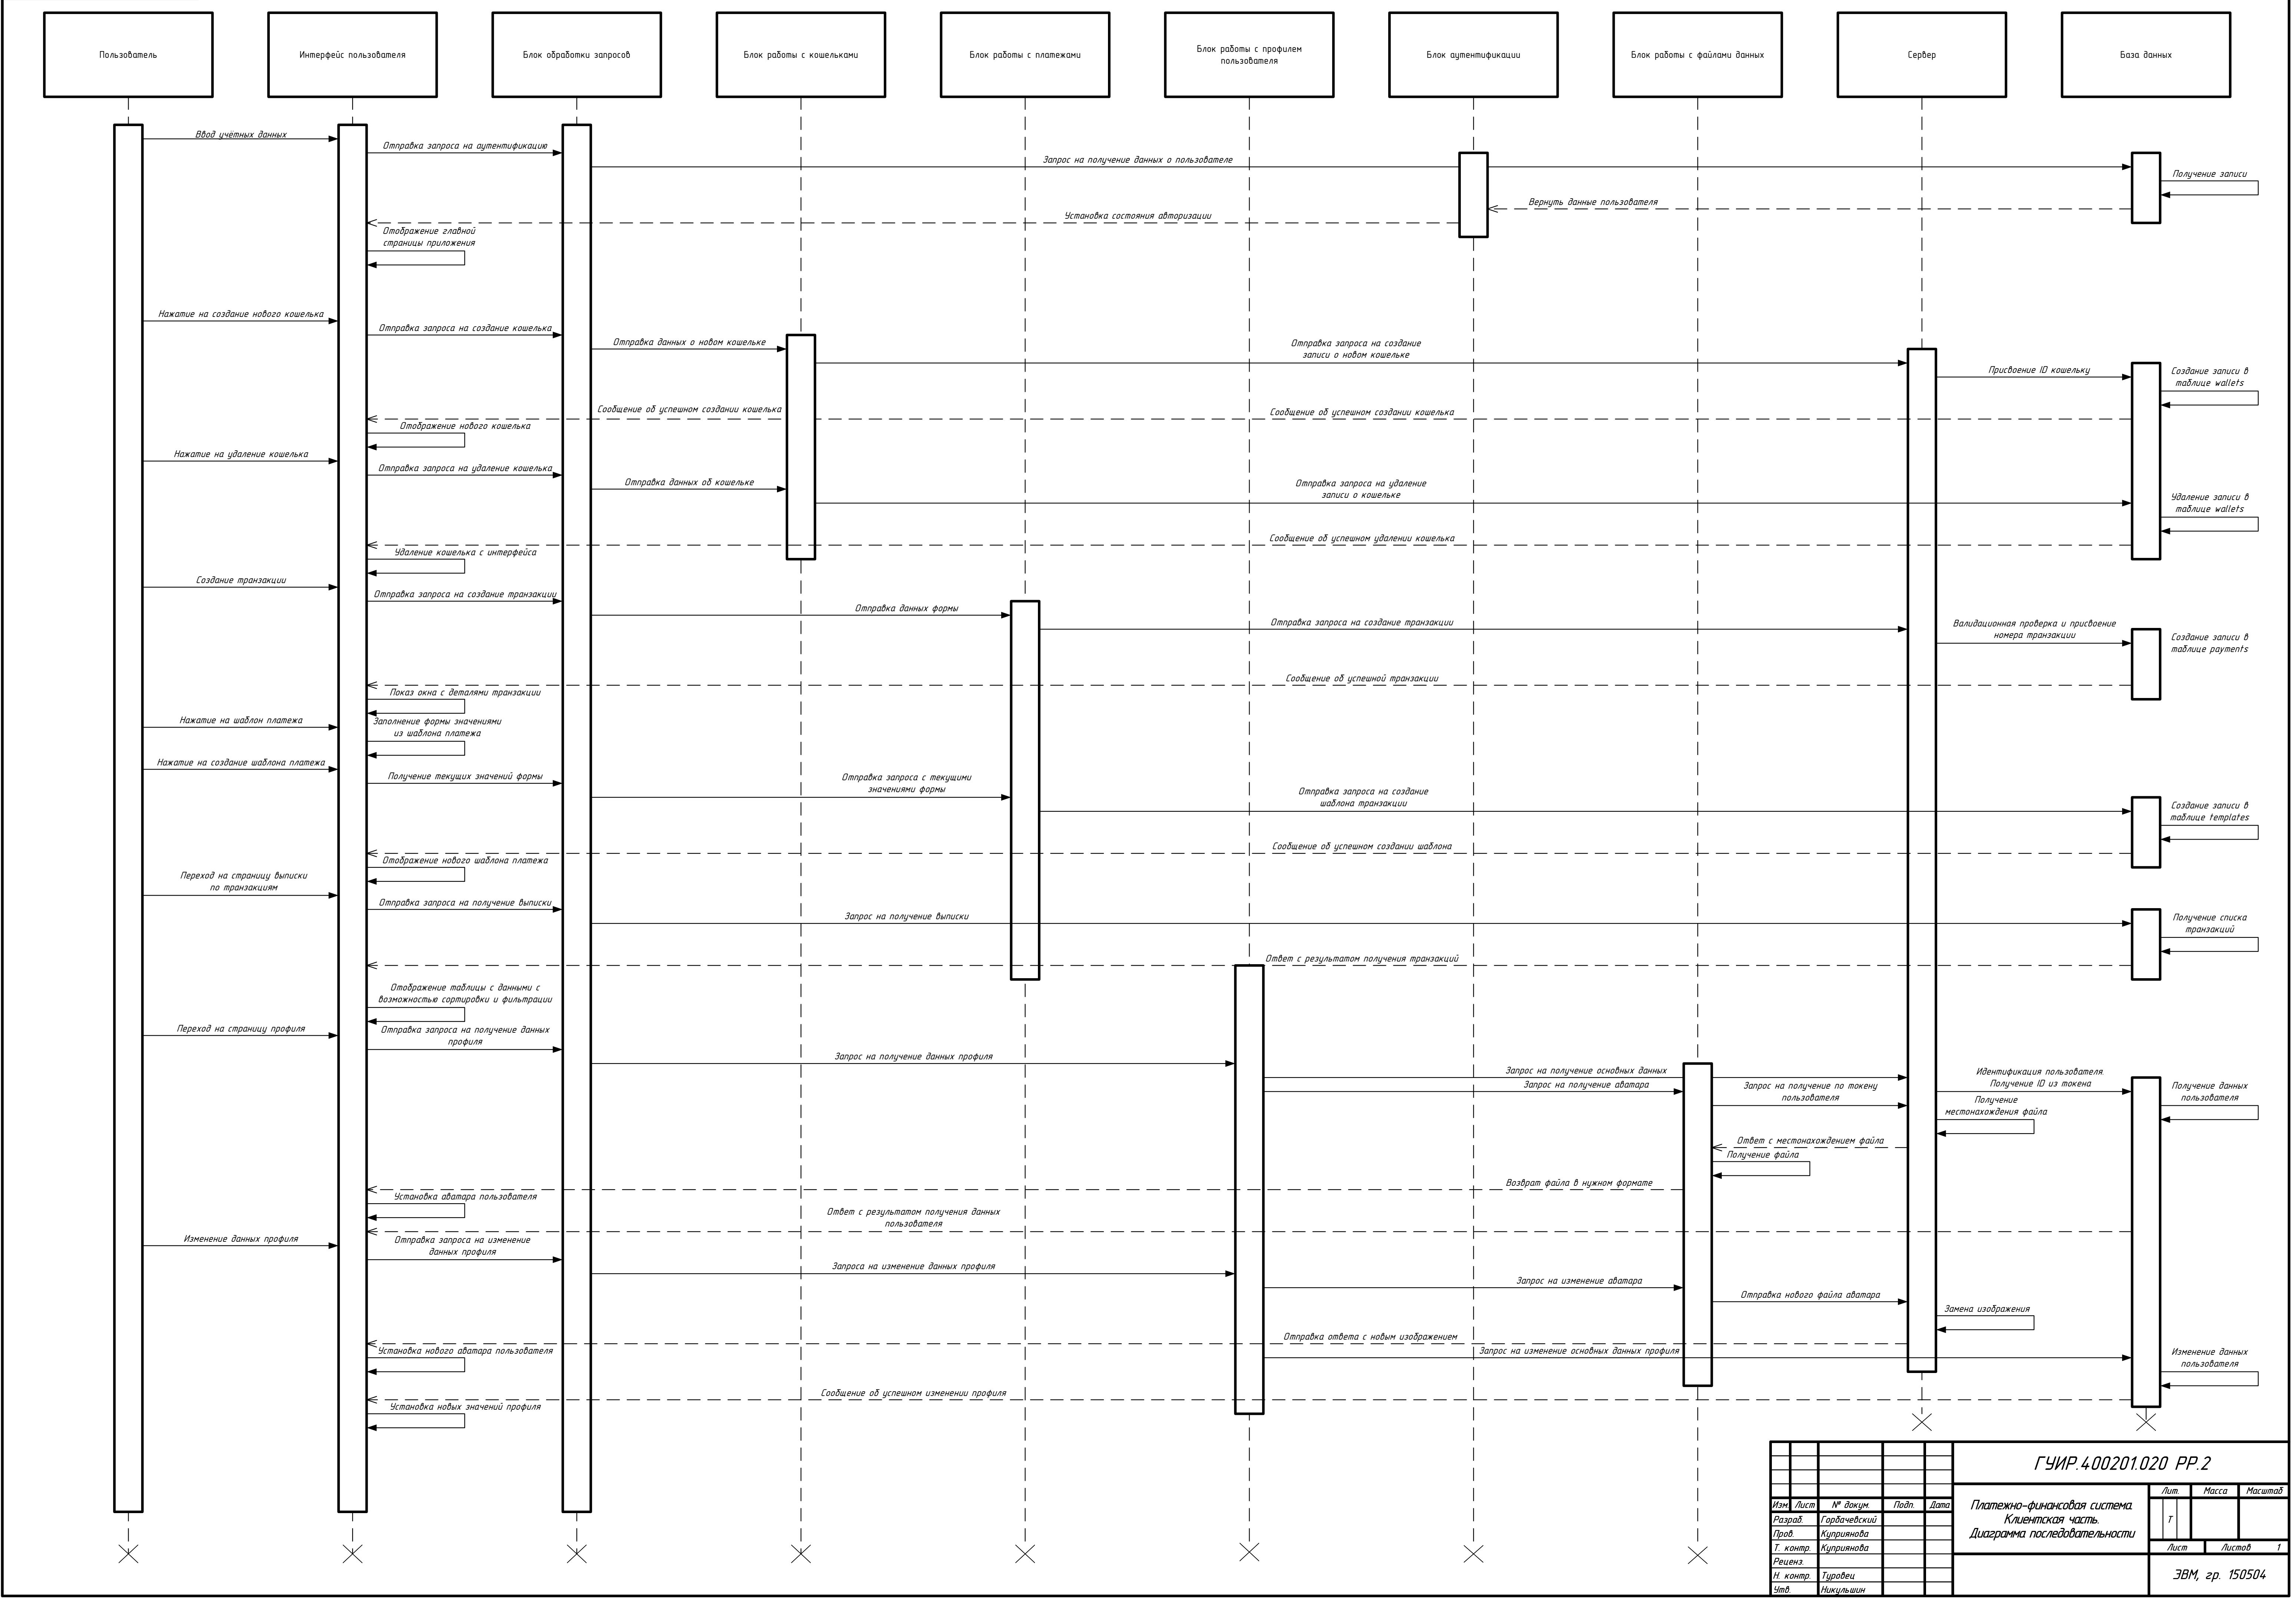 Пользователь
Интерфейс пользователя
Блок обработки запросов
Блок работы с кошельками
Блок работы с платежами
Блок работы с профилем
пользователя
Блок аутентификации
Блок работы с файлами данных
Сервер
База данных
Ввод учётных данных
Отправка запроса на аутентификацию
Запрос на получение данных о пользователе
Получение записи
Вернуть данные пользователя
Установка состояния авторизации
Отображение главной
страницы приложения
Нажатие на создание нового кошелька
Отправка запроса на создание кошелька
Отправка данных о новом кошельке
Отправка запроса на создание
записи о новом кошельке
Присвоение ID кошельку
Создание записи в
таблице wallets
Сообщение об успешном создании кошелька
Сообщение об успешном создании кошелька
Отображение нового кошелька
Нажатие на удаление кошелька
Отправка запроса на удаление кошелька
Отправка данных об кошельке
Отправка запроса на удаление
записи о кошельке
Удаление записи в
таблице wallets
Сообщение об успешном удалении кошелька
Удаление кошелька с интерфейса
Создание транзакции
Отправка запроса на создание транзакции
Отправка данных формы
Отправка запроса на создание транзакции
Валидационная проверка и присвоение
номера транзакции
Создание записи в
таблице payments
Сообщение об успешной транзакции
Показ окна с деталями транзакции
Нажатие на шаблон платежа
Заполнение формы значениями
из шаблона платежа
Нажатие на создание шаблона платежа
Получение текущих значений формы
Отправка запроса с текущими
значениями формы
Отправка запроса на создание
шаблона транзакции
Создание записи в
таблице templates
Сообщение об успешном создании шаблона
Отображение нового шаблона платежа
Переход на страницу выписки
по транзакциям
Отправка запроса на получение выписки
Запрос на получение выписки
Получение списка
транзакций
Ответ с результатом получения транзакций
Отображение таблицы с данными с
возможностью сортировки и фильтрации
Переход на страницу профиля
Отправка запроса на получение данных
профиля
Запрос на получение данных профиля
Запрос на получение основных данных
Запрос на получение аватара
Запрос на получение по токену
пользователя
Идентификация пользователя.
Получение ID из токена
Получение данных
пользователя
Получение
местонахождения файла
Ответ с местонахождением файла
Получение файла
Возврат файла в нужном формате
Установка аватара пользователя
Ответ с результатом получения данных
пользователя
Изменение данных профиля
Отправка запроса на изменение
данных профиля
Запроса на изменение данных профиля
Запрос на изменение аватара
Отправка нового файла аватара
Замена изображения
Отправка ответа с новым изображением
Установка нового аватара пользователя
Запрос на изменение основных данных профиля
Изменение данных
пользователя
Сообщение об успешном изменении профиля
Установка новых значений профиля
ГУИР.400201.020 РР.2
Изм. Лист № докум. Подп. Дата
Разраб. Горбачевский
Пров. Куприянова
Т. контр. Куприянова
Реценз.
Н. контр. Туровец
Утв. Никульшин
Платежно-финансовая система.
Клиентская часть.
Диаграмма последовательности
Лит. Масса Масштаб
Т
Лист Листов 1
ЭВМ, гр. 150504